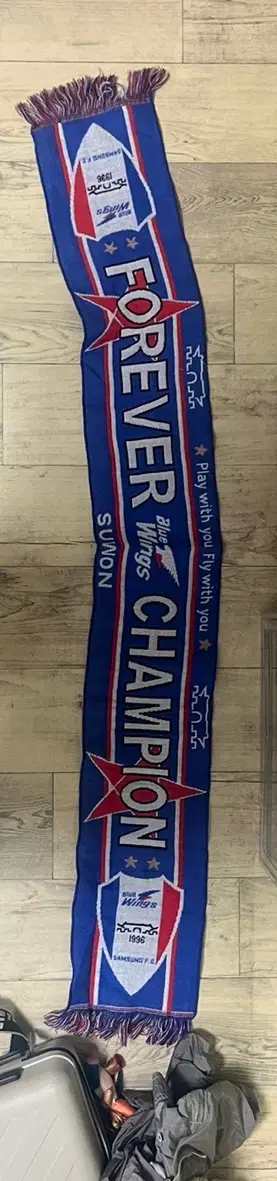 SAMSUNG F.C
1996
Blue
Wings
FOREVER
Play with you Fly with you
Blue
Wings
SUWON
CHAMPION
Blue
Wings
1996
SAMSUNG F.C